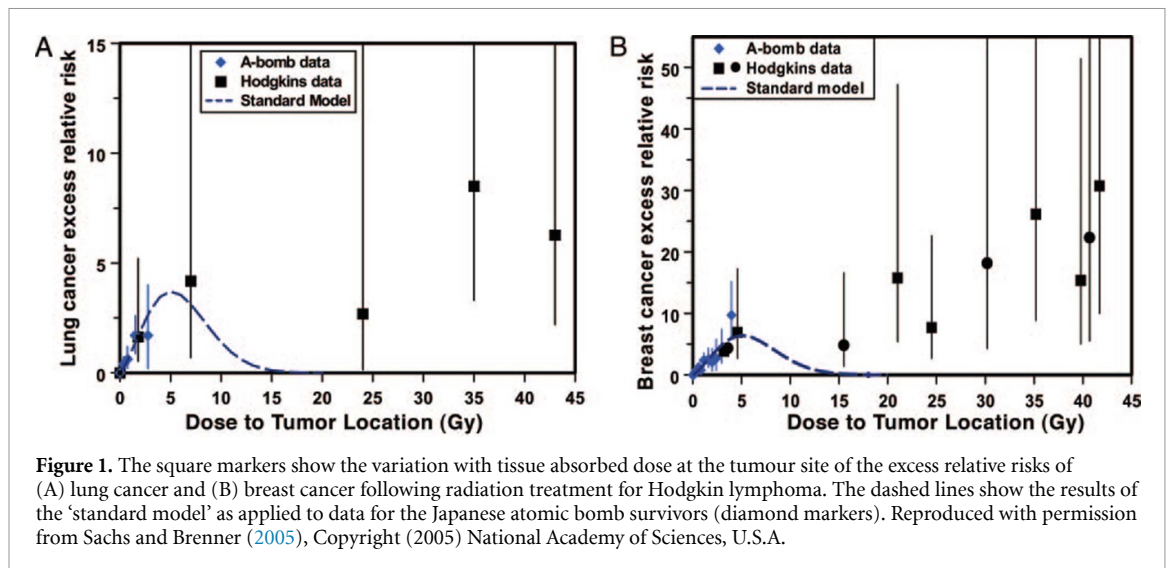 A
15
10
5
0
Lung cancer excess relative risk
A-bomb data
Hodgkins data
Standard Model
0 5 10 15 20 25 30 35 40 45
Dose to Tumor Location (Gy)
B
50
40
30
20
10
0
Breast cancer excess relative risk
A-bomb data
Hodgkins data
Standard model
0 5 10 15 20 25 30 35 40 45
Dose to Tumor Location (Gy)
Figure 1. The square markers show the variation with tissue absorbed dose at the tumour site of the excess relative risks of
(A) lung cancer and (B) breast cancer following radiation treatment for Hodgkin lymphoma. The dashed lines show the results of
the ‘standard model’ as applied to data for the Japanese atomic bomb survivors (diamond markers). Reproduced with permission
from Sachs and Brenner (2005), Copyright (2005) National Academy of Sciences, U.S.A.